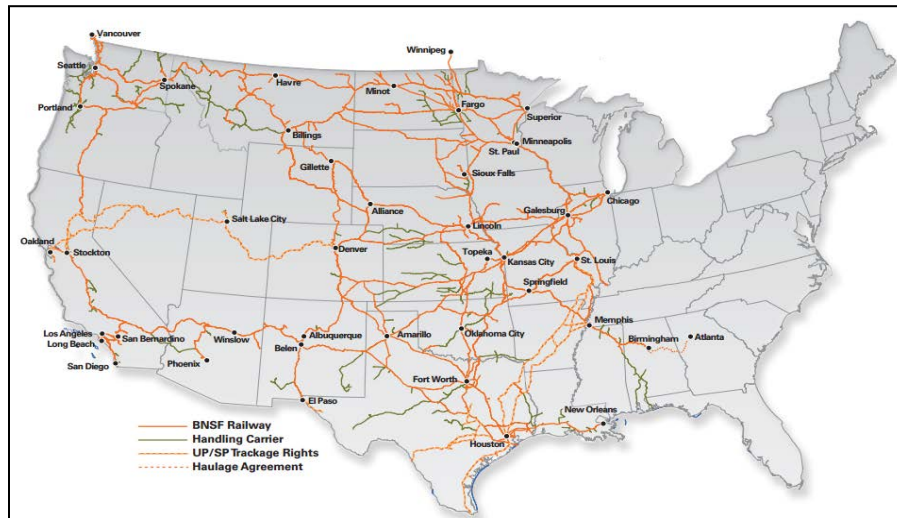 Vancouver
Winnipeg
Seattle
Spokane
Havre
Minot
Fargo
Superior
Portland
Billings
Minneapolis
St. Paul
Gillette
Sioux Falls
Chicago
Alliance
Galesburg
Salt Lake City
Lincoln
Oakland
Stockton
Denver
Topeka
Kansas City
St. Louis
Springfield
Memphis
Los Angeles
Long Beach
San Bernardino
Winslow
Albuquerque
Belen
Amarillo
Oklahoma City
Birmingham
Atlanta
San Diego
Phoenix
Fort Worth
El Paso
New Orleans
Houston
BNSF Railway
Handling Carrier
UP/SP Trackage Rights
Haulage Agreement